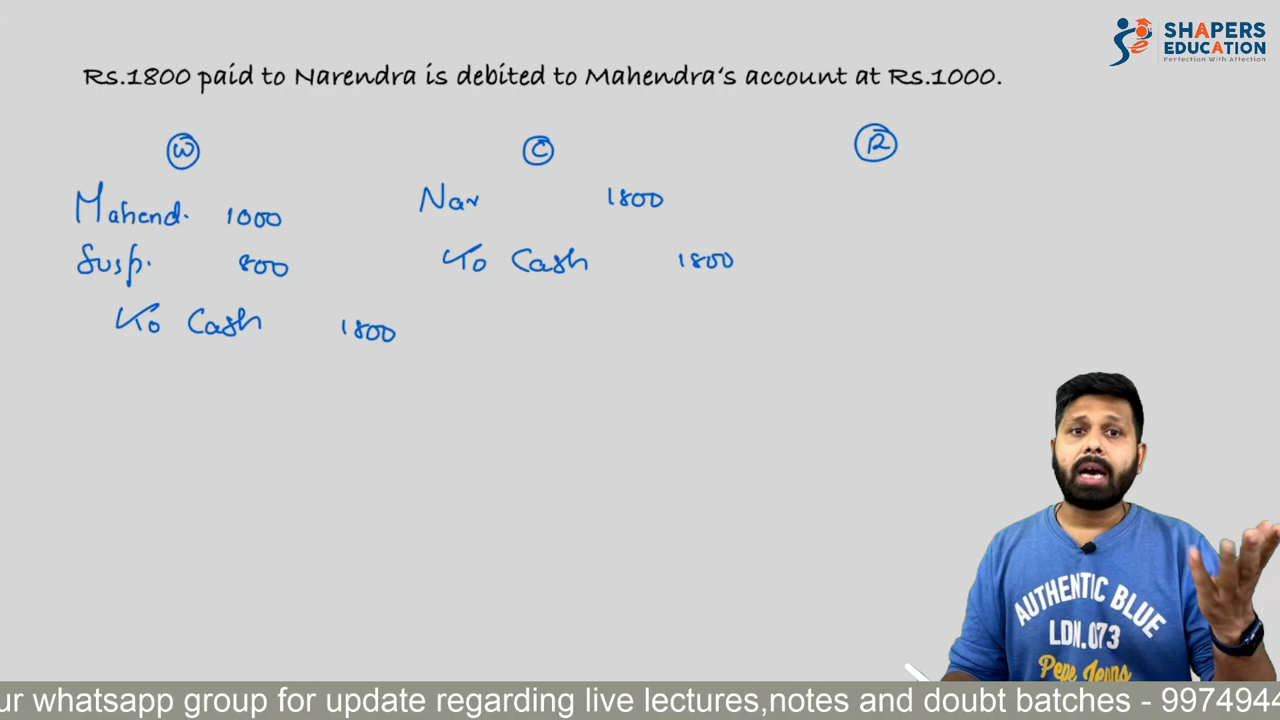 SHAPERS
EDUCATION
Perfection With Affection
Rs.1800 paid to Narendra is debited to Mahendra's account at Rs.1000.
W
C
R
Mahend. 1000
Susp. 800
To Cash 1800
Nar 1800
To Cash 1800
AUTHENTIC BLUE
LDN.073
Pepe Jeans
ur whatsapp group for update regarding live lectures,notes and doubt batches - 9974944